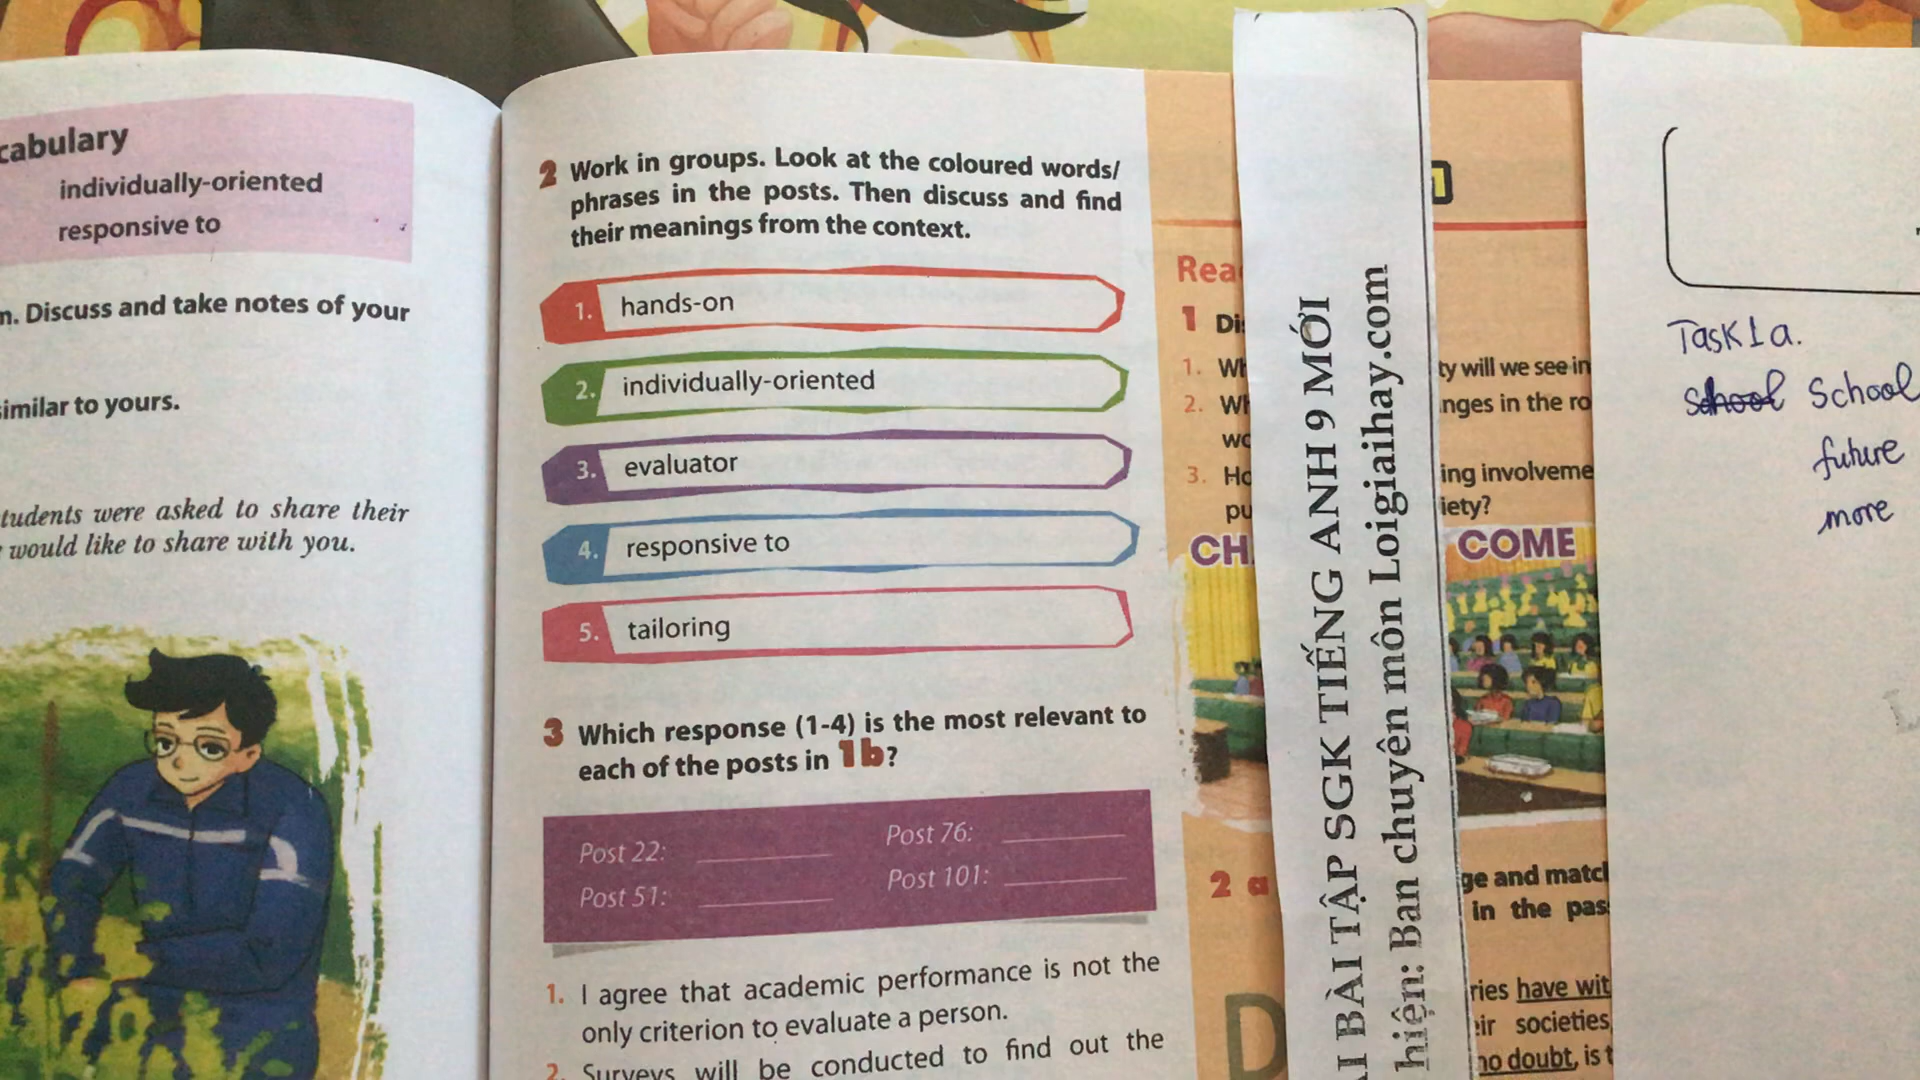 cabulary
individually-oriented
responsive to
Discuss and take notes of your
similar to yours.
students were asked to share their
would like to share with you.
2 Work in groups. Look at the coloured words/
phrases in the posts. Then discuss and find
their meanings from the context.
1. hands-on
2. individually-oriented
3. evaluator
4. responsive to
5. tailoring
3 Which response (1-4) is the most relevant to
each of the posts in 1b?
Post 22:
Post 76:
Post 51:
Post 101:
1. I agree that academic performance is not the
only criterion to evaluate a person.
2. Surveys will be conducted to find out the
Rea
1 Di
1. Wh
ty will we see in
2. Wh
nges in the ro
wo
3. Ho
ing involveme
pu
iety?
CH
COME
2 a
ge and match
in the pas
D
ries have wit
eir societies
no doubt, is t
I BÀI TẬP SGK TIẾNG ANH 9 MỚI
hiện: Ban chuyên môn Loigiaihay.com
Task 1a.
School School
future
more